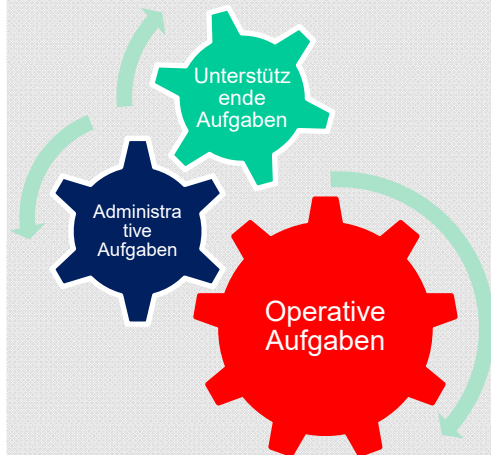 Unterstütz
ende
Aufgaben
Administra
tive
Aufgaben
Operative
Aufgaben